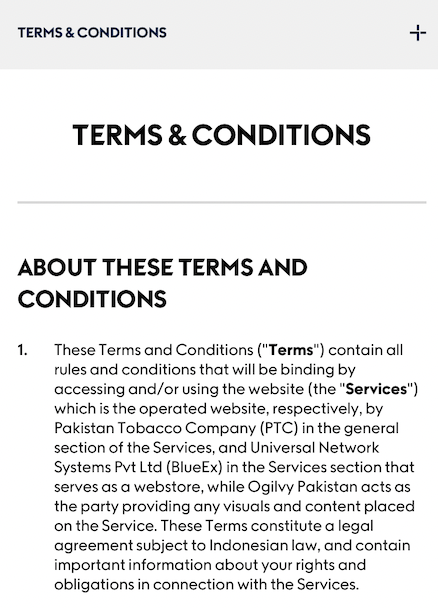 TERMS & CONDITIONS
TERMS & CONDITIONS
ABOUT THESE TERMS AND
CONDITIONS
1. These Terms and Conditions ("Terms") contain all
rules and conditions that will be binding by
accessing and/or using the website (the "Services")
which is the operated website, respectively, by
Pakistan Tobacco Company (PTC) in the general
section of the Services, and Universal Network
Systems Pvt Ltd (BlueEx) in the Services section that
serves as a webstore, while Ogilvy Pakistan acts as
the party providing any visuals and content placed
on the Service. These Terms constitute a legal
agreement subject to Indonesian law, and contain
important information about your rights and
obligations in connection with the Services.